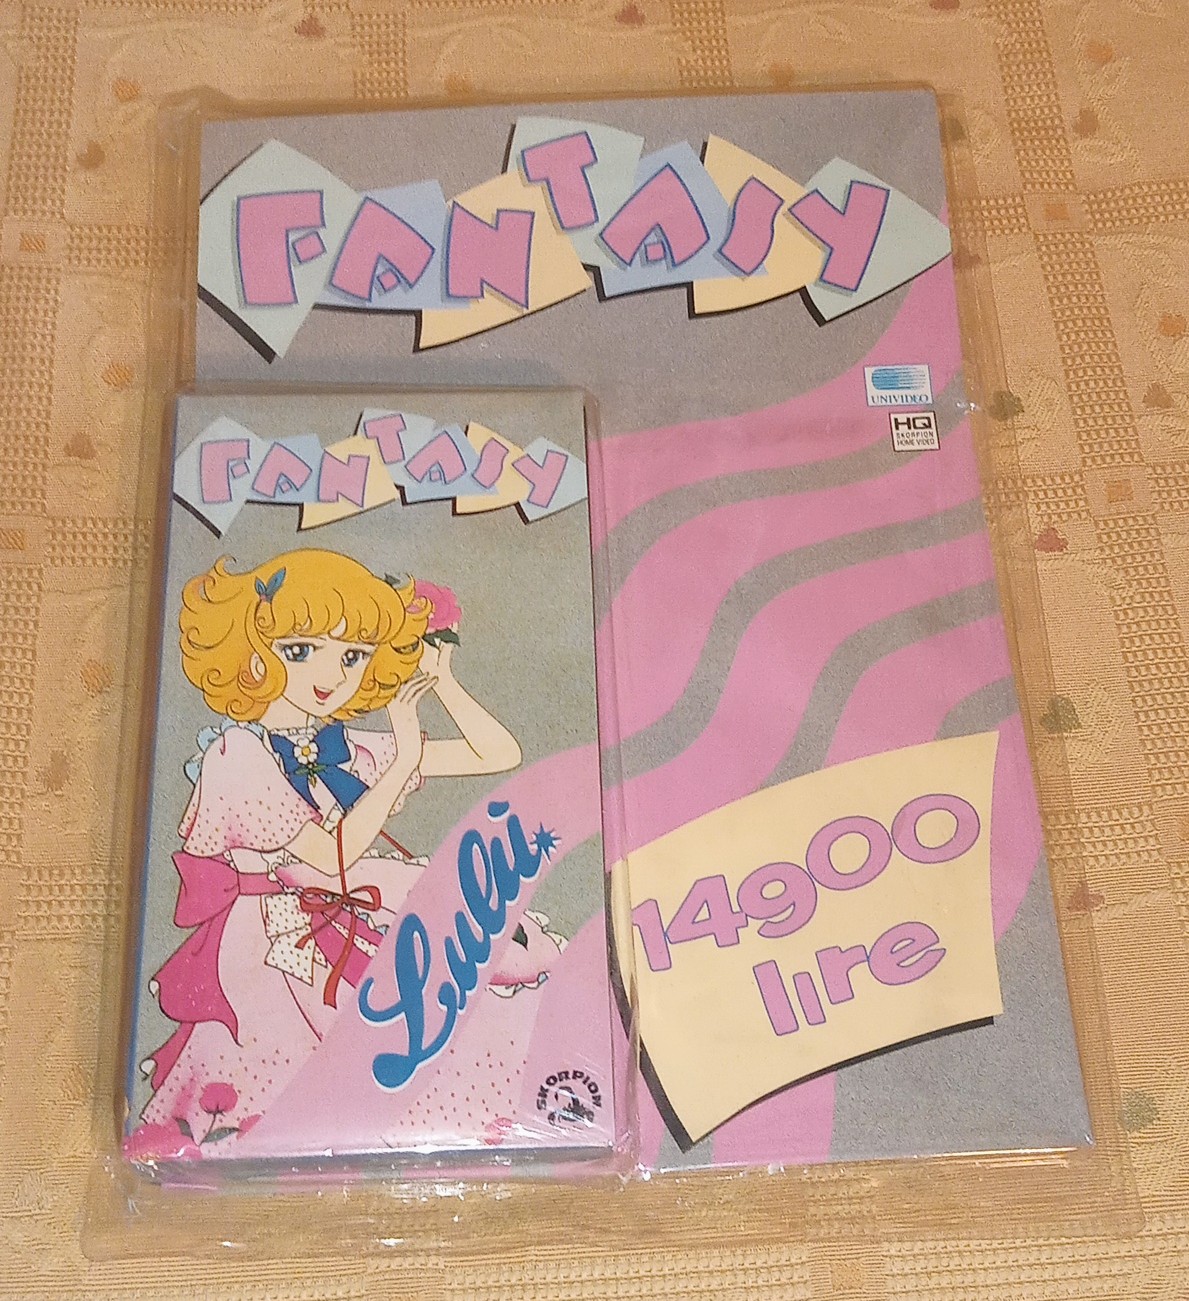 FANTASY
UNIVIDEO
HQ
SKORPION
HOME VIDEO
FANTASY
Lulù
14900
lire
SKORPION